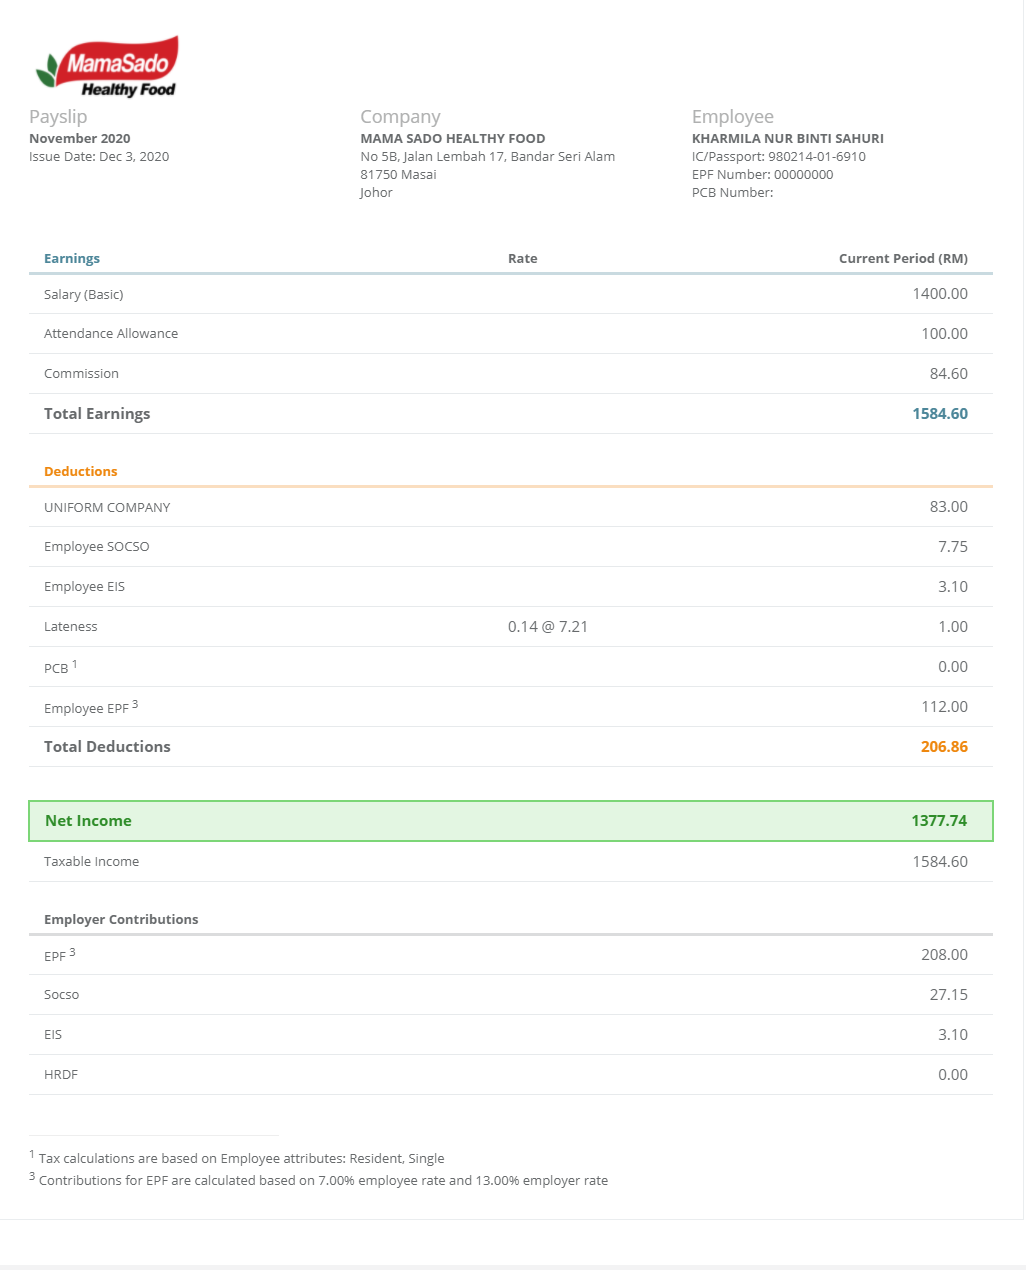 MamaSado
Healthy Food
Payslip
November 2020
Issue Date: Dec 3, 2020
Company
MAMA SADO HEALTHY FOOD
No 5B, Jalan Lembah 17, Bandar Seri Alam
81750 Masai
Johor
Employee
KHARMILA NUR BINTI SAHURI
IC/Passport: 980214-01-6910
EPF Number: 00000000
PCB Number:
Earnings Rate Current Period (RM)
Salary (Basic) 1400.00
Attendance Allowance 100.00
Commission 84.60
Total Earnings 1584.60
Deductions
UNIFORM COMPANY 83.00
Employee SOCSO 7.75
Employee EIS 3.10
Lateness 0.14 @ 7.21 1.00
PCB 1 0.00
Employee EPF 3 112.00
Total Deductions 206.86
Net Income 1377.74
Taxable Income 1584.60
Employer Contributions
EPF 3 208.00
Socso 27.15
EIS 3.10
HRDF 0.00
1 Tax calculations are based on Employee attributes: Resident, Single
3 Contributions for EPF are calculated based on 7.00% employee rate and 13.00% employer rate